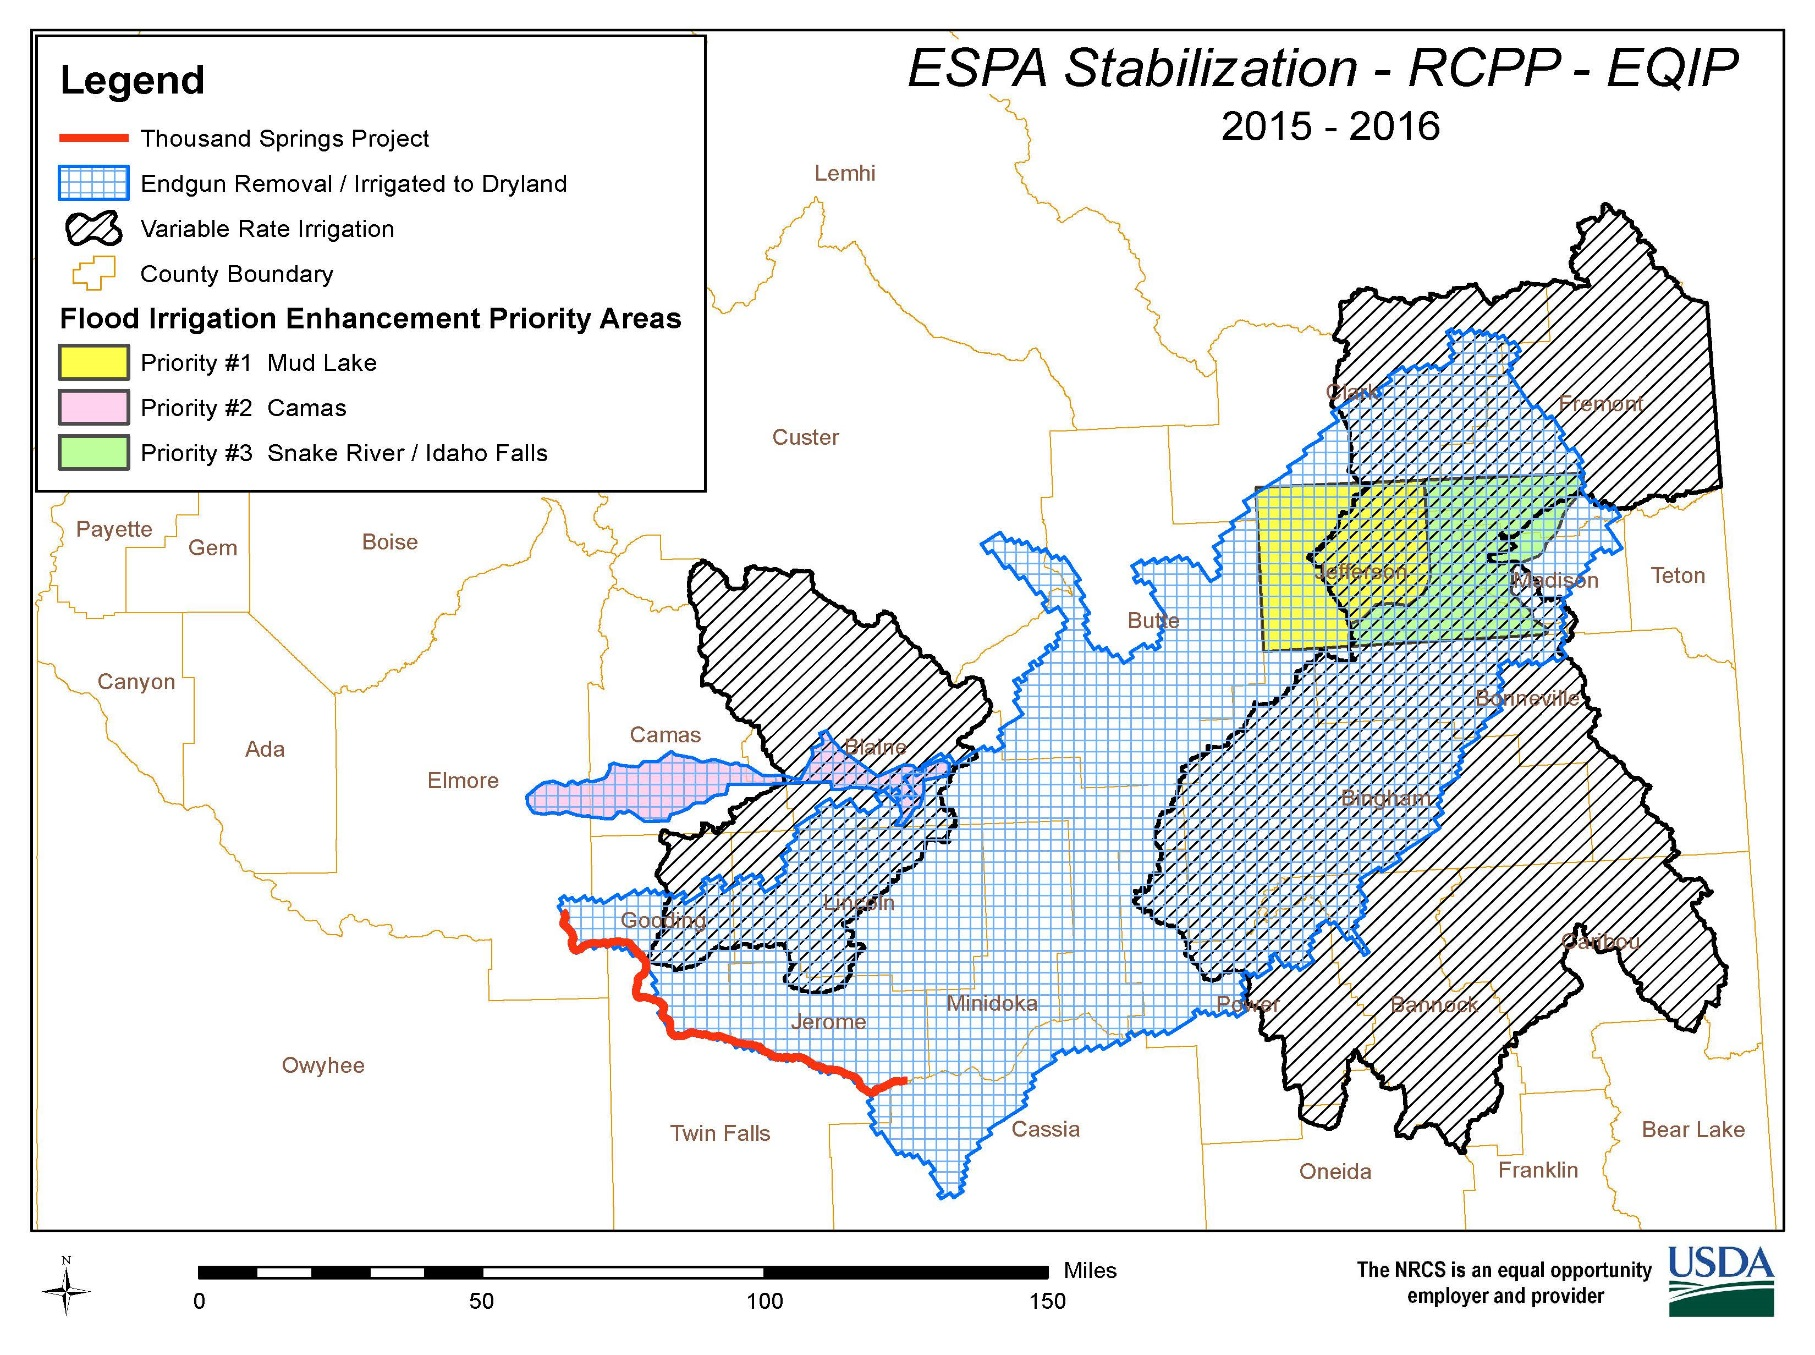 ESPA Stabilization - RCPP - EQIP
2015 - 2016
Legend
Thousand Springs Project
Endgun Removal / Irrigated to Dryland
Variable Rate Irrigation
County Boundary
Flood Irrigation Enhancement Priority Areas
Priority #1 Mud Lake
Priority #2 Camas
Priority #3 Snake River / Idaho Falls
Lemhi
Clark
Fremont
Custer
Payette
Gem
Boise
Jefferson
Madison
Teton
Butte
Canyon
Bonneville
Camas
Blaine
Ada
Elmore
Bingham
Lincoln
Gooding
Caribou
Minidoka
Power
Bannock
Jerome
Owyhee
Twin Falls
Cassia
Bear Lake
Oneida
Franklin
N
Miles
0
50
100
150
The NRCS is an equal opportunity
employer and provider
USDA